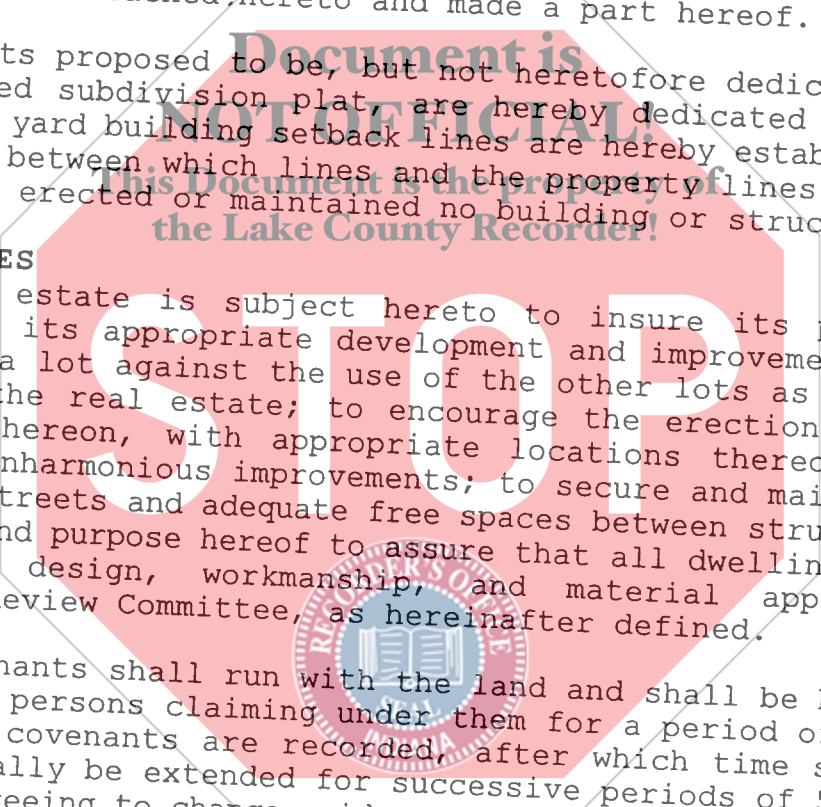 hereto and made a part hereof.
ts proposed to be, but not heretofore dedic
ed subdivision plat, are hereby dedicated
yard building setback lines are hereby estab
between which lines and the property lines
erected or maintained no building or struc
Document is
NOT OFFICIAL!
This Document is the property of
the Lake County Recorder!
ES
estate is subject hereto to insure its
its appropriate development and improveme
a lot against the use of the other lots as
the real estate; to encourage the erection
hereon, with appropriate locations thereo
nharmonious improvements; to secure and mai
treets and adequate free spaces between stru
nd purpose hereof to assure that all dwellin
design, workmanship, and material app
eview Committee, as hereinafter defined.
STOP
nants shall run with the land and shall be
persons claiming under them for a period o
covenants are recorded, after which time s
ally be extended for successive periods of
RECORDER'S OFFICE
SEAL
INDIANA